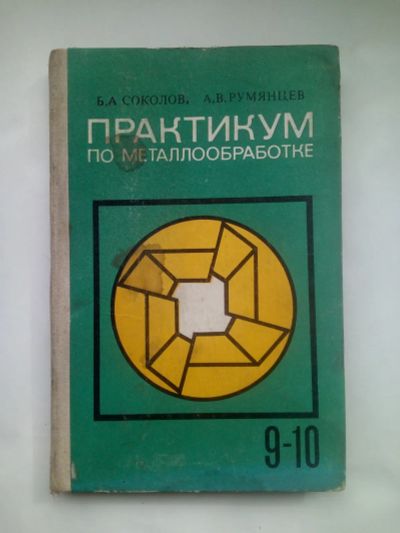 Б.А СОКОЛОВ, А.В.РУМЯНЦЕВ
ПРАКТИКУМ
ПО МЕТАЛЛООБРАБОТКЕ
9-10